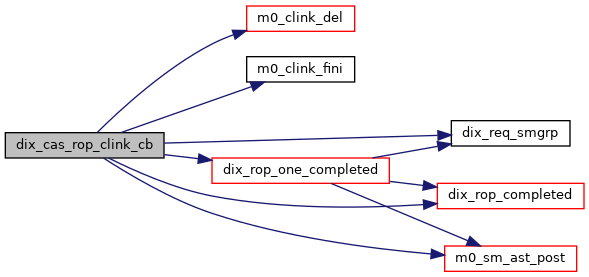 m0_clink_del
m0_clink_fini
dix_cas_rop_clink_cb
dix_req_smgrp
dix_rop_one_completed
dix_rop_completed
m0_sm_ast_post